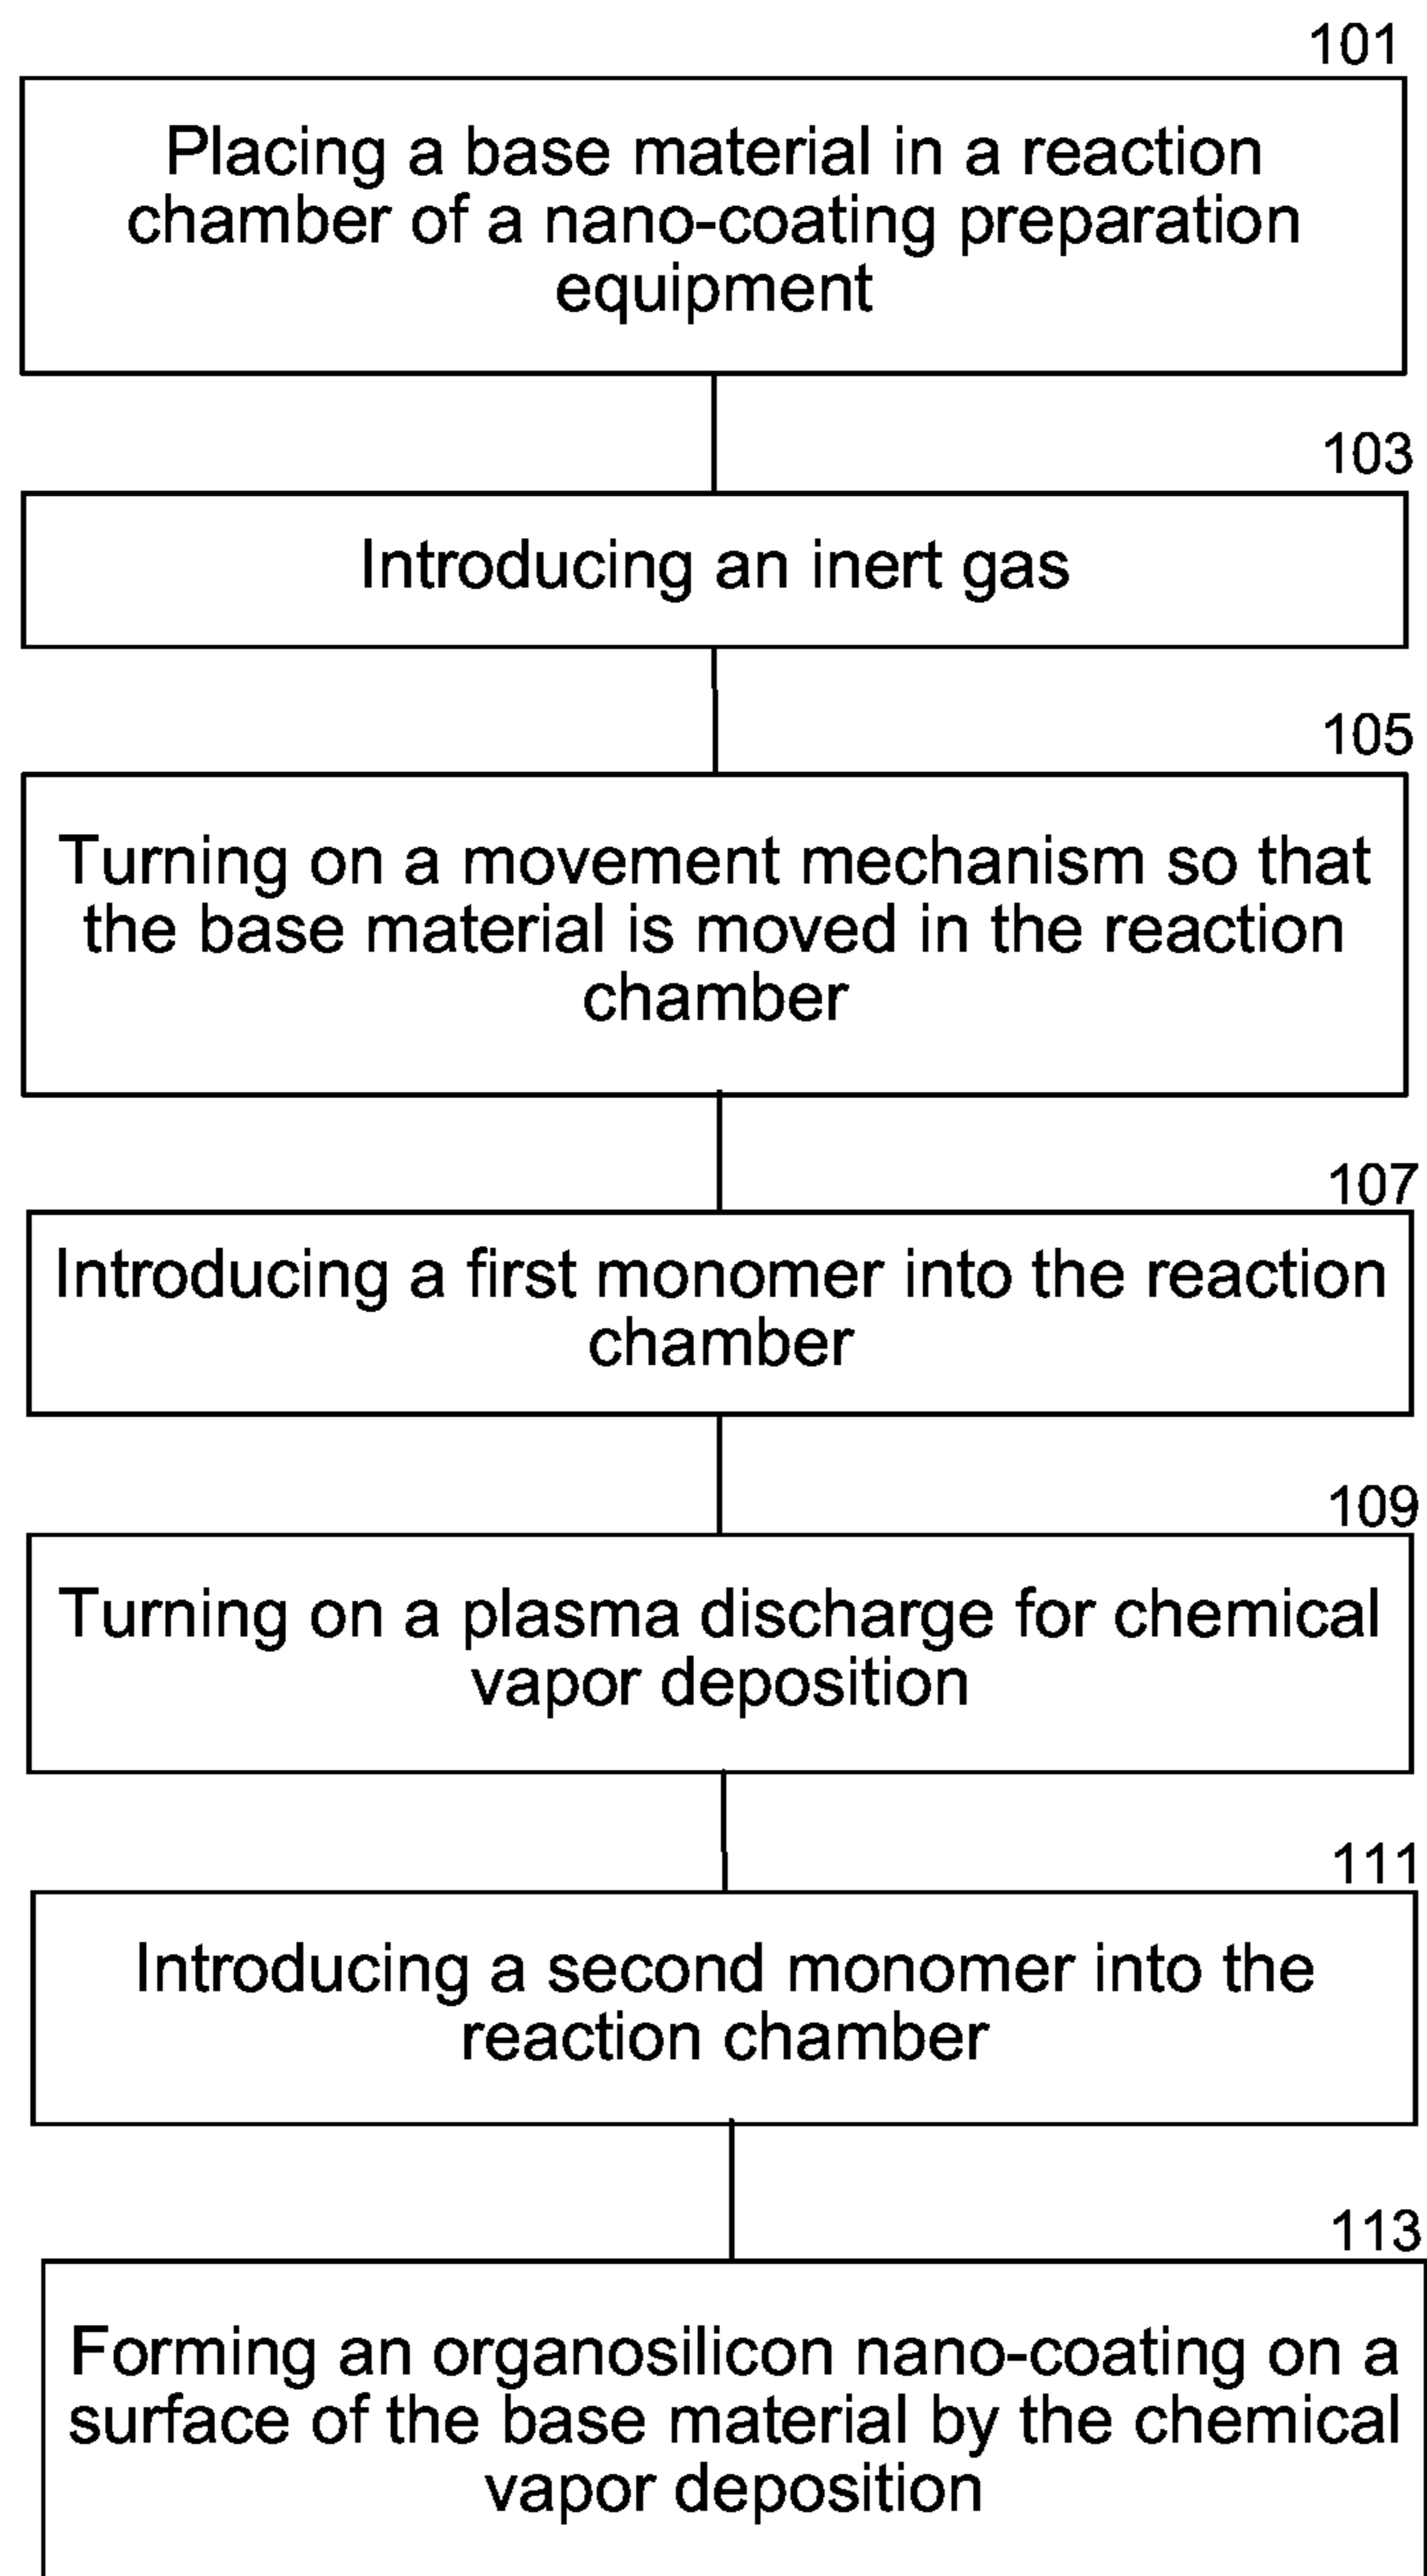 101
Placing a base material in a reaction
chamber of a nano-coating preparation
equipment
103
Introducing an inert gas
105
Turning on a movement mechanism so that
the base material is moved in the reaction
chamber
107
Introducing a first monomer into the reaction
chamber
109
Turning on a plasma discharge for chemical
vapor deposition
111
Introducing a second monomer into the
reaction chamber
113
Forming an organosilicon nano-coating on a
surface of the base material by the chemical
vapor deposition